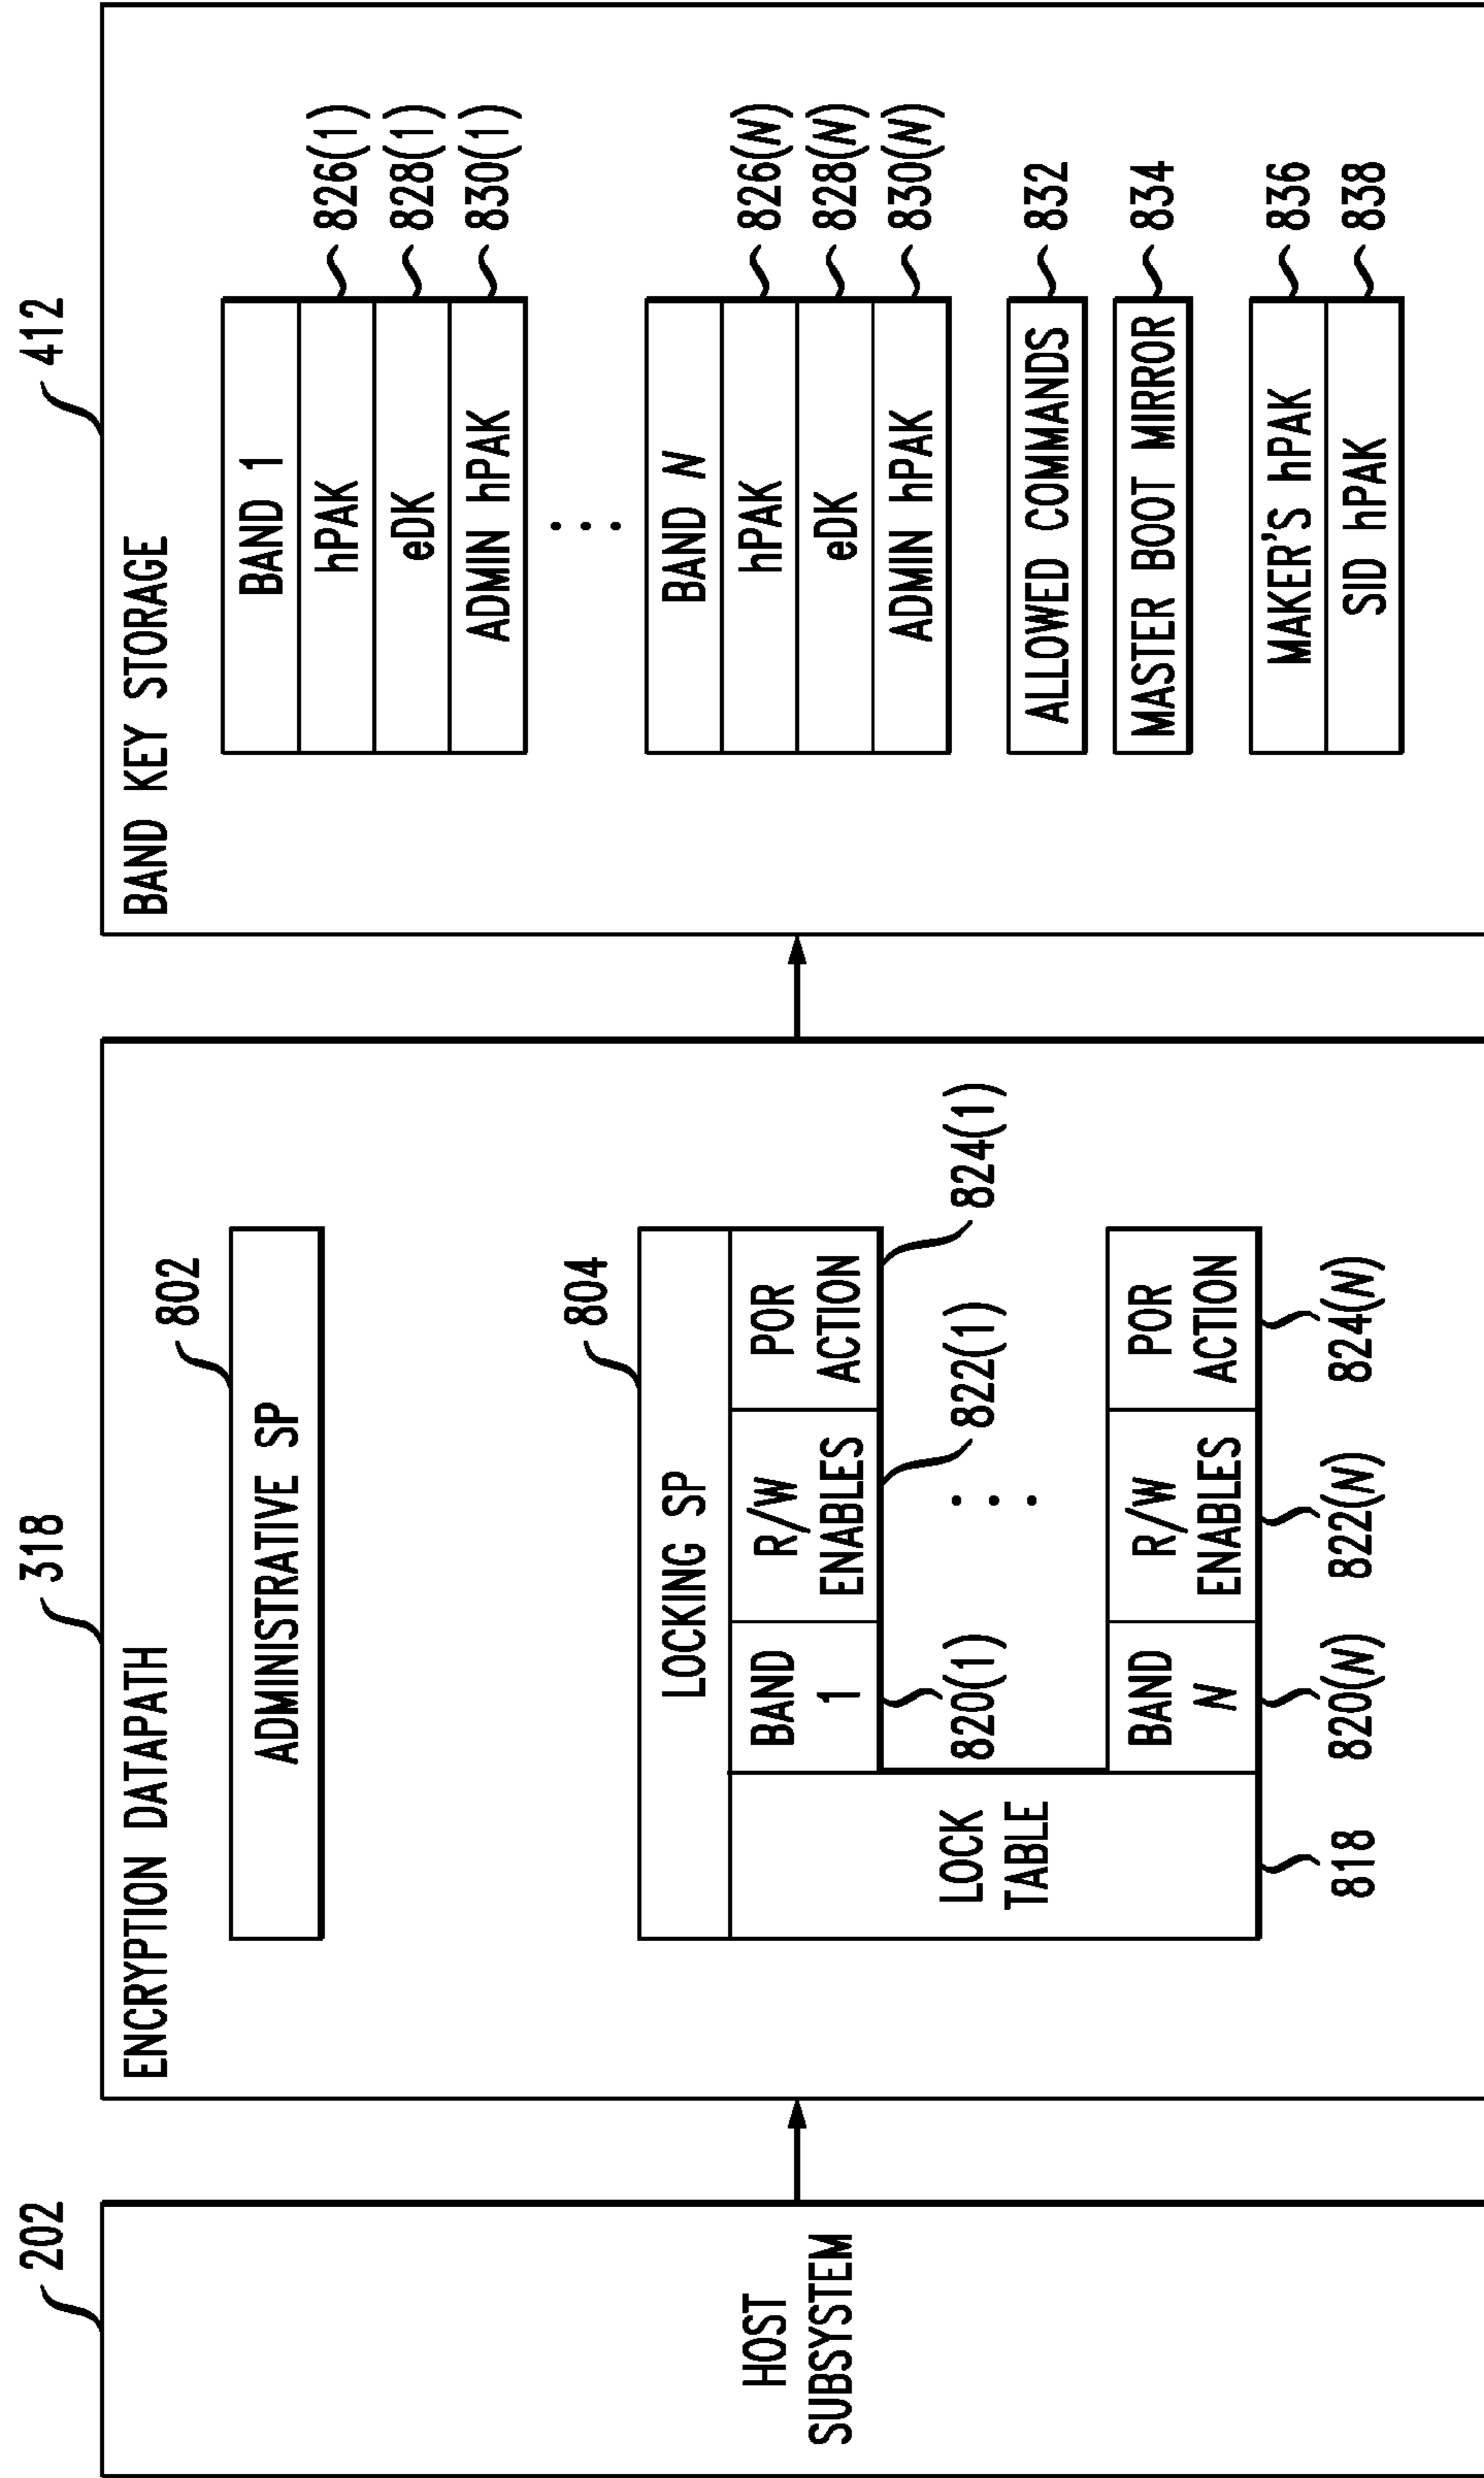 202
HOST
SUBSYSTEM
318
ENCRYPTION DATAPATH
802
ADMINISTRATIVE SP
804
LOCKING SP
LOCK
TABLE
818
BAND
1
820(1)
R/W
ENABLES
822(1)
POR
ACTION
824(1)
BAND
N
820(N)
R/W
ENABLES
822(N)
POR
ACTION
824(N)
412
BAND KEY STORAGE
BAND 1
hPAK 826(1)
eDK 828(1)
ADMIN hPAK 830(1)
BAND N
hPAK 826(N)
eDK 828(N)
ADMIN hPAK 830(N)
ALLOWED COMMANDS 832
MASTER BOOT MIRROR 834
MAKER'S hPAK 836
SID hPAK 838